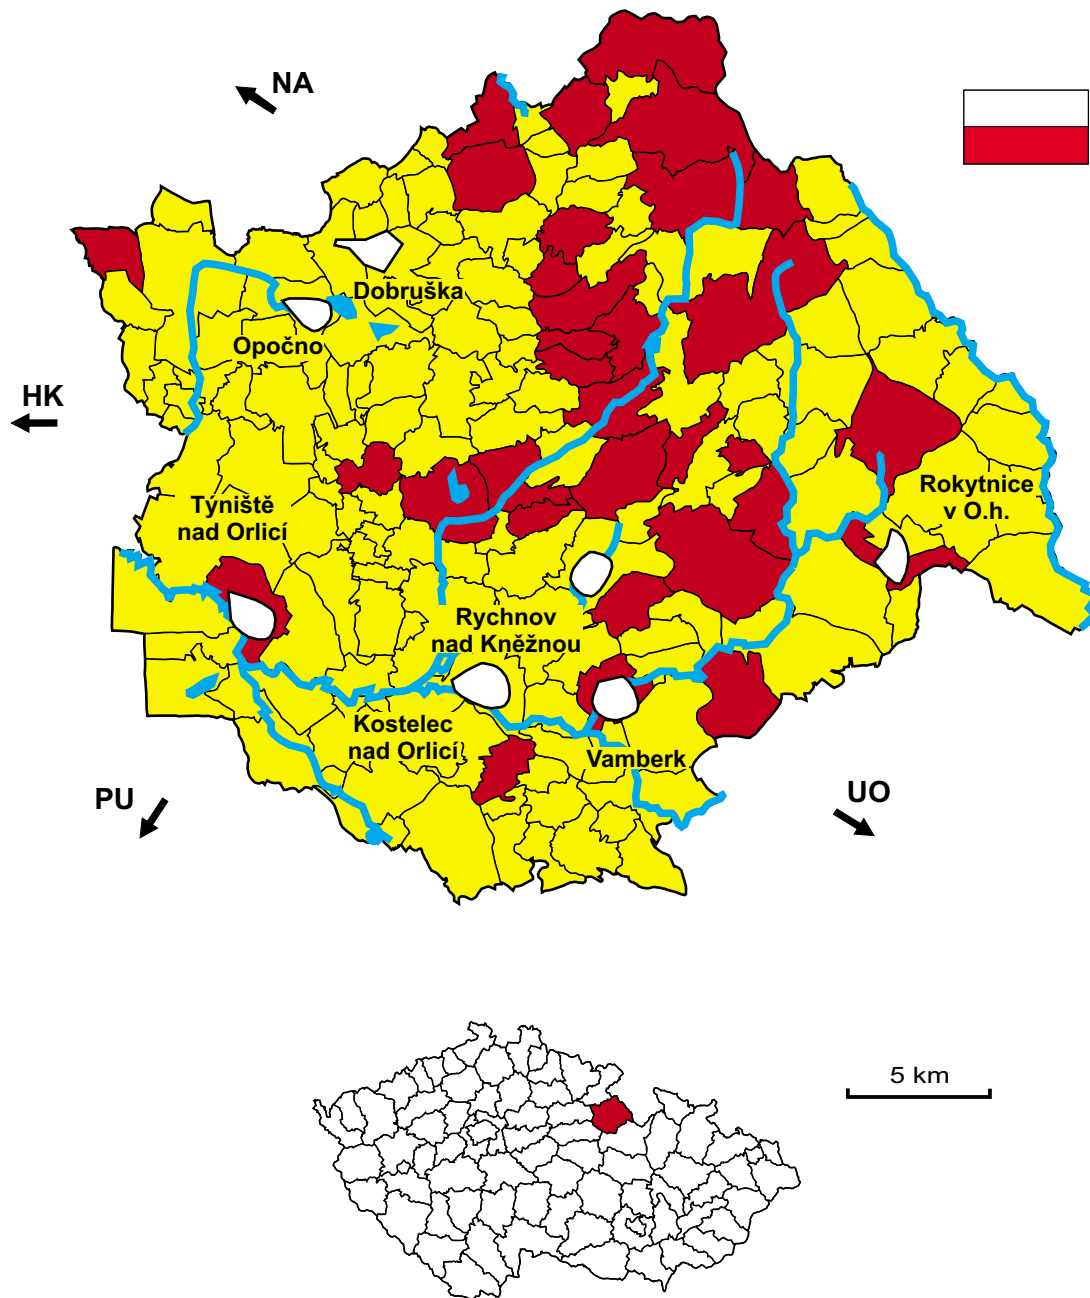 NA
Dobruška
Opočno
HK
Týniště
nad Orlicí
Rokytnice
v O.h.
Rychnov
nad Kněžnou
Kostelec
nad Orlicí
Vamberk
PU
UO
5 km